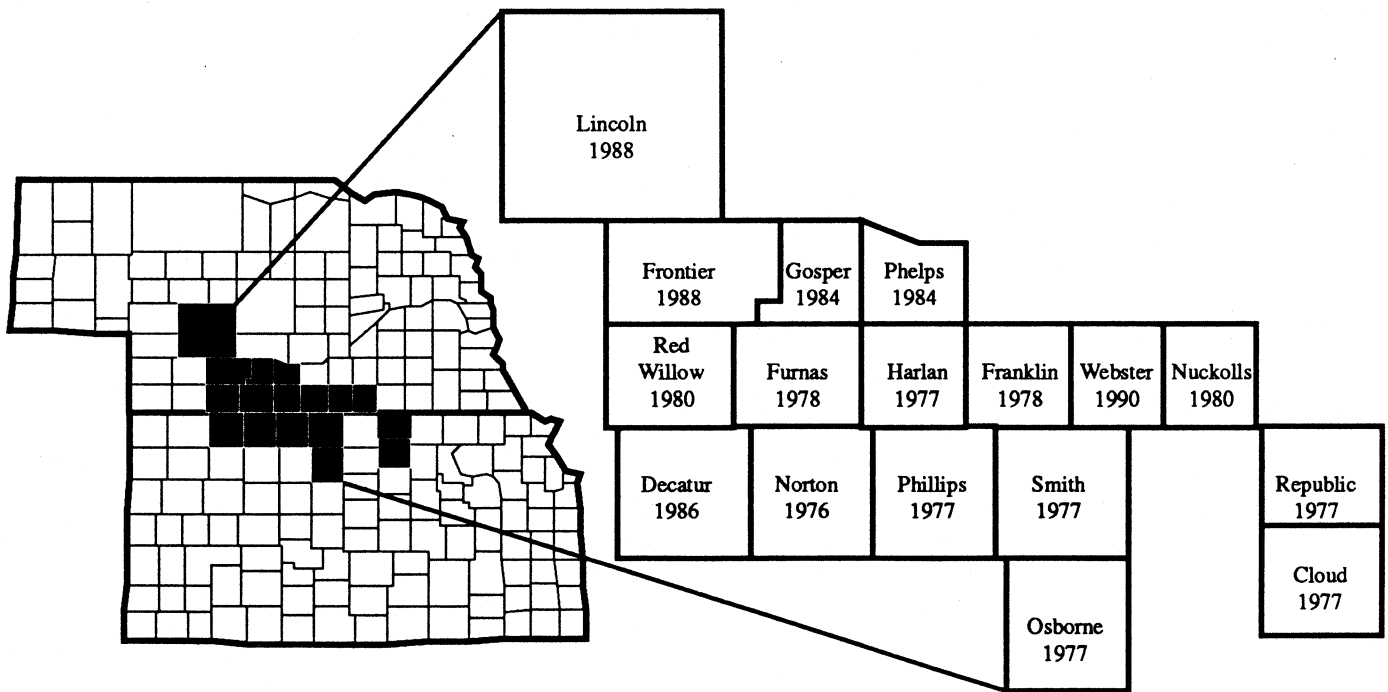 Lincoln
1988
Frontier
1988
Gosper
1984
Phelps
1984
Red
Willow
1980
Furnas
1978
Harlan
1977
Franklin
1978
Webster
1990
Nuckolls
1980
Decatur
1986
Norton
1976
Phillips
1977
Smith
1977
Republic
1977
Cloud
1977
Osborne
1977